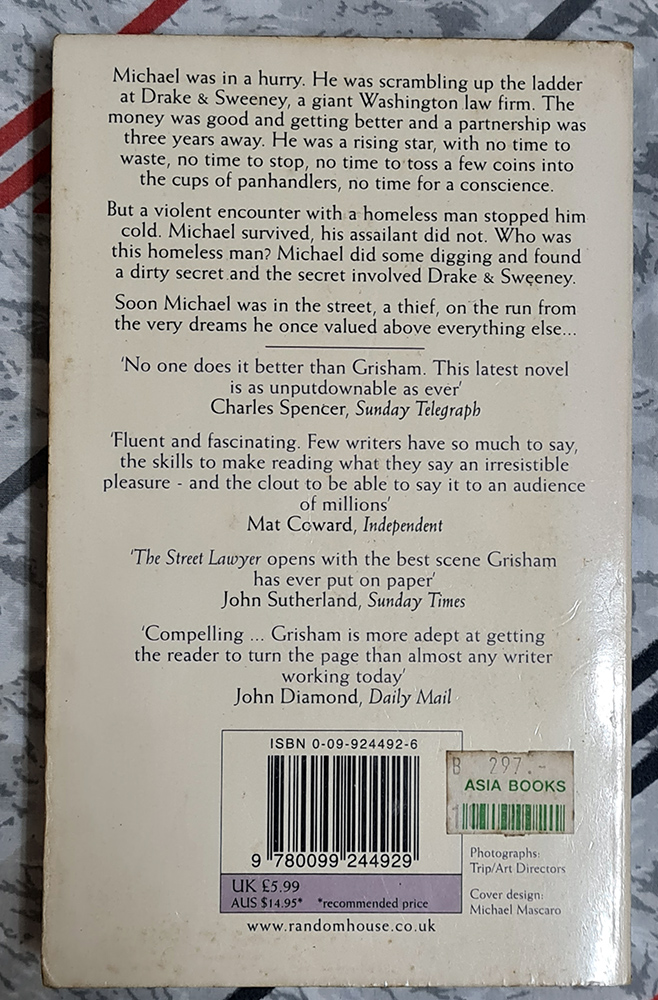 Michael was in a hurry. He was scrambling up the ladder
at Drake & Sweeney, a giant Washington law firm. The
money was good and getting better and a partnership was
three years away. He was a rising star, with no time to
waste, no time to stop, no time to toss a few coins into
the cups of panhandlers, no time for a conscience.
But a violent encounter with a homeless man stopped him
cold. Michael survived, his assailant did not. Who was
this homeless man? Michael did some digging and found
a dirty secret and the secret involved Drake & Sweeney.
Soon Michael was in the street, a thief, on the run from
the very dreams he once valued above everything else...
'No one does it better than Grisham. This latest novel
is as unputdownable as ever'
Charles Spencer, Sunday Telegraph
'Fluent and fascinating. Few writers have so much to say,
the skills to make reading what they say an irresistible
pleasure - and the clout to be able to say it to an audience
of millions'
Mat Coward, Independent
'The Street Lawyer opens with the best scene Grisham
has ever put on paper'
John Sutherland, Sunday Times
'Compelling ... Grisham is more adept at getting
the reader to turn the page than almost any writer
working today'
John Diamond, Daily Mail
ISBN 0-09-924492-6
9 780099 244929
UK £5.99
AUS $14.95* *recommended price
www.randomhouse.co.uk
B 297.-
ASIA BOOKS
Photographs:
Trip/Art Directors
Cover design:
Michael Mascaro